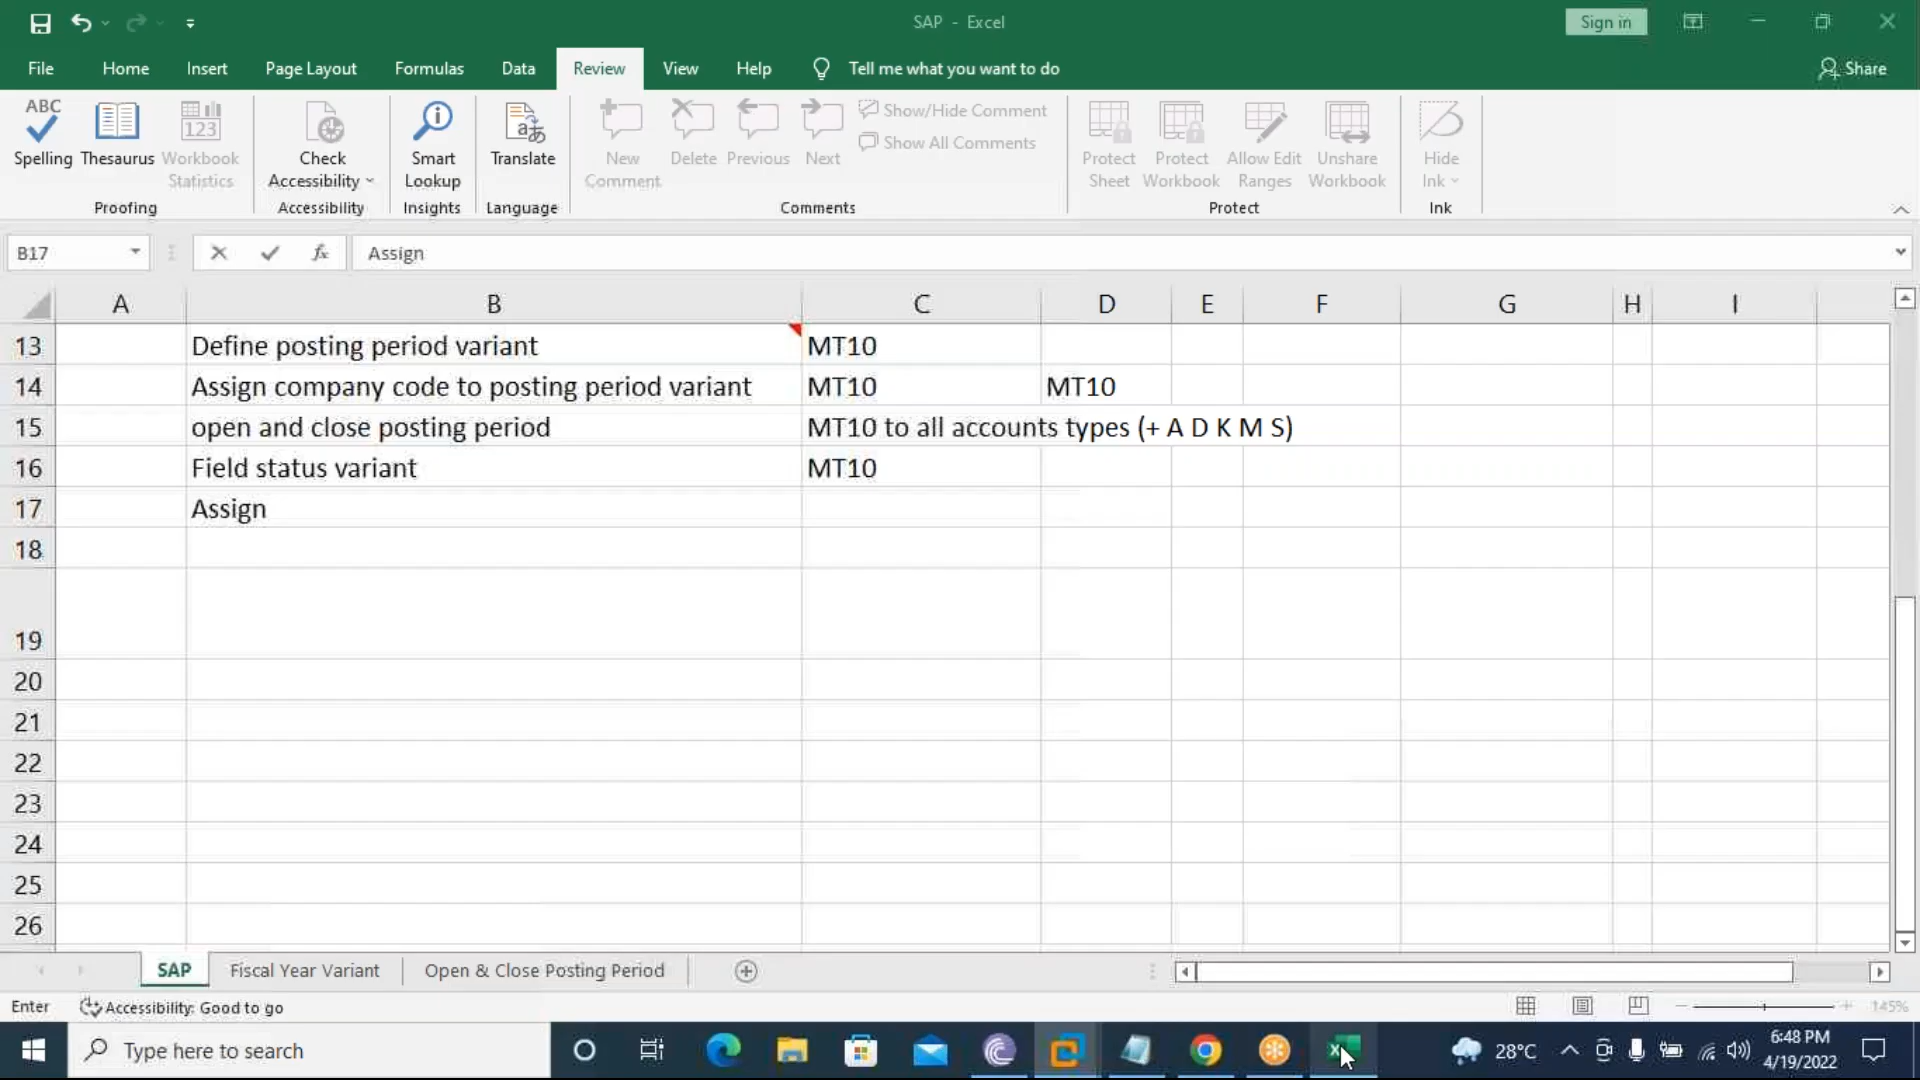 SAP - Excel
Sign in
File Home Insert Page Layout Formulas Data Review View Help Tell me what you want to do Share
ABC
Spelling Thesaurus Workbook Statistics
Proofing
Check Accessibility
Accessibility
Smart Lookup
Insights
Translate
Language
New Comment Delete Previous Next
Show/Hide Comment
Show All Comments
Comments
Protect Sheet Protect Workbook Allow Edit Ranges Unshare Workbook
Protect
Hide Ink
Ink
B17 fx Assign
A B C D E F G H I
13 Define posting period variant MT10
14 Assign company code to posting period variant MT10 MT10
15 open and close posting period MT10 to all accounts types (+ A D K M S)
16 Field status variant MT10
17 Assign
18
19
20
21
22
23
24
25
26
SAP Fiscal Year Variant Open & Close Posting Period
Enter Accessibility: Good to go 145%
Type here to search 28°C 6:48 PM
4/19/2022